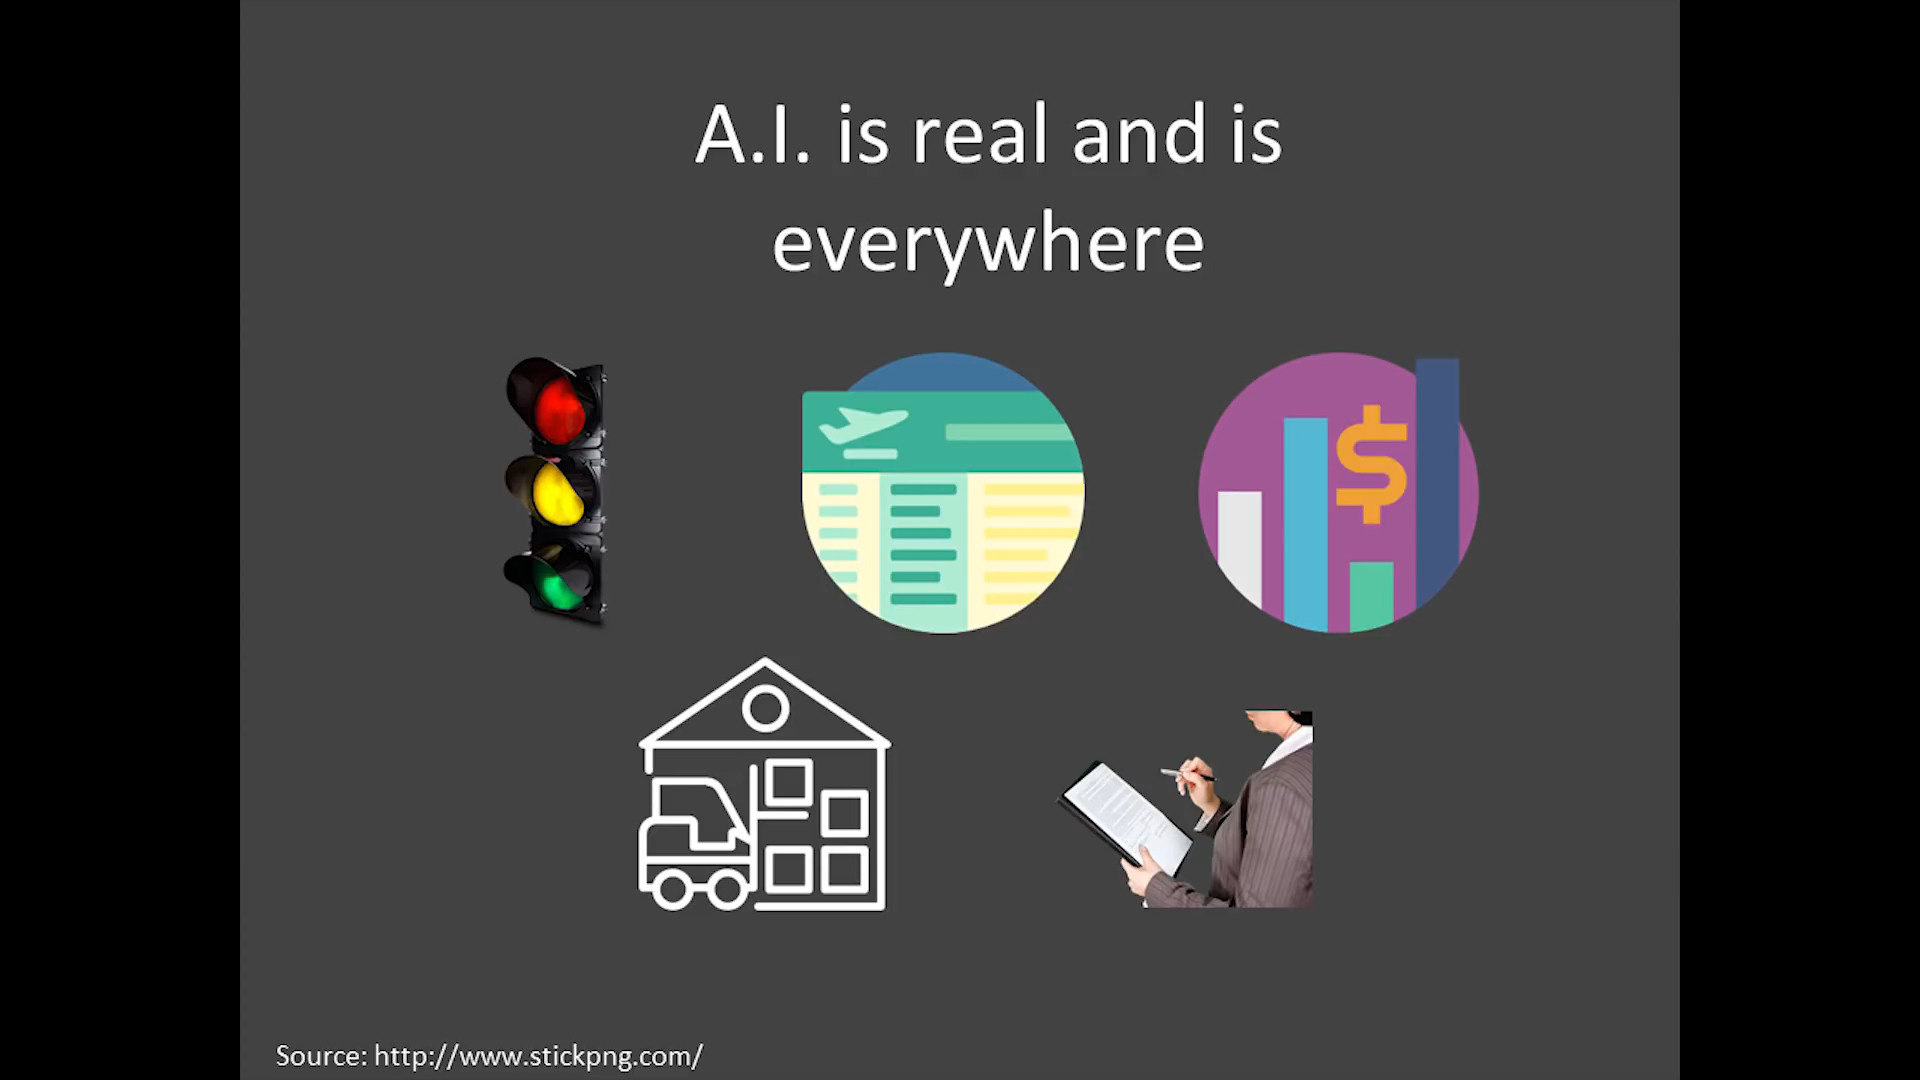 A.I. is real and is
everywhere
$
Source: http://www.stickpng.com/